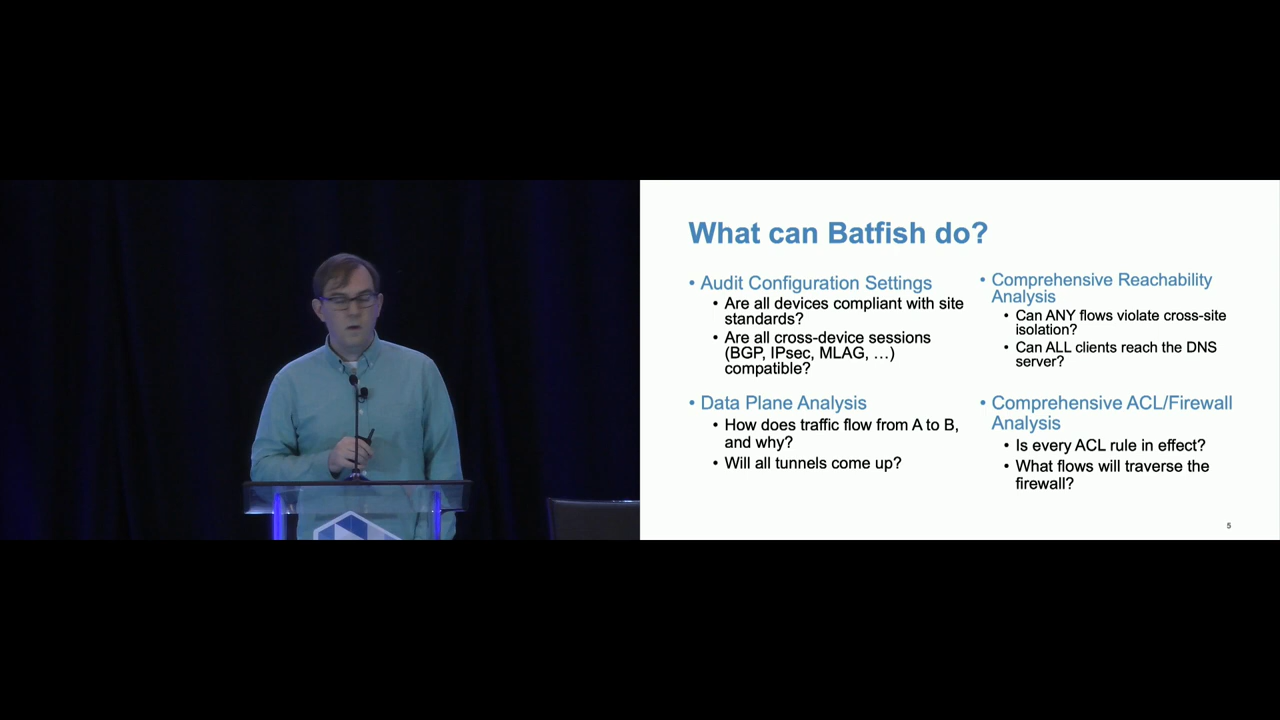 What can Batfish do?
• Audit Configuration Settings
• Are all devices compliant with site
standards?
• Are all cross-device sessions
(BGP, IPsec, MLAG, …)
compatible?
• Data Plane Analysis
• How does traffic flow from A to B,
and why?
• Will all tunnels come up?
• Comprehensive Reachability
Analysis
• Can ANY flows violate cross-site
isolation?
• Can ALL clients reach the DNS
server?
• Comprehensive ACL/Firewall
Analysis
• Is every ACL rule in effect?
• What flows will traverse the
firewall?
5